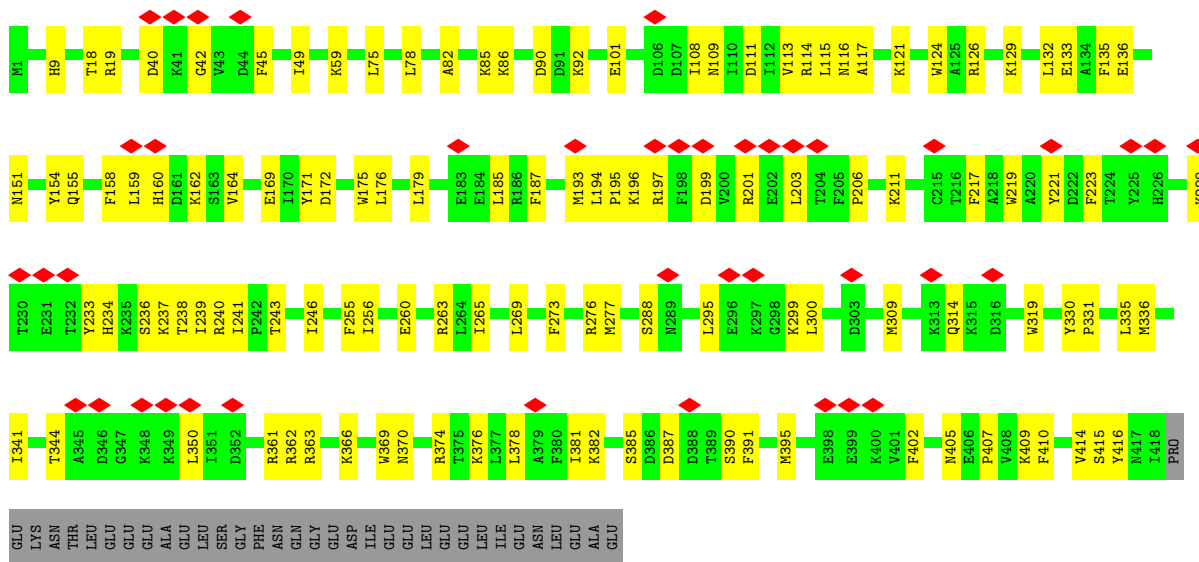 M1 H9 T18 R19 D40 K41 G42 V43 D44 F45 I49 K59 L75 L78 A82 K85 K86 D90 D91 K92 E101 D106 D107 I108 N109 I110 D111 I112 V113 R114 L115 N116 A117 K121 W124 A125 R126 K129 L132 E133 A134 F135 E136
N151 Y154 Q155 F158 L159 H160 D161 K162 S163 V164 E169 I170 Y171 D172 W175 L176 L179 E183 E184 L185 R186 F187 M193 L194 P195 K196 R197 F198 D199 V200 R201 E202 L203 T204 F205 P206 K211 C215 T216 F217 A218 W219 A220 Y221 D222 F223 T224 Y225 H226
T230 E231 T232 Y233 H234 K235 S236 K237 T238 I239 R240 I241 P242 T243 I246 F255 I256 E260 R263 L264 I265 L269 F273 R276 M277 S288 N289 L295 E296 K297 G298 K299 L300 D303 M309 K313 Q314 K315 D316 W319 Y330 P331 L335 M336
I341 T344 A345 D346 G347 K348 K349 L350 I351 D352 R361 R362 R363 K366 W369 N370 R374 T375 K376 L377 L378 A379 F380 I381 K382 S385 D386 D387 D388 T389 S390 F391 M395 E398 E399 K400 V401 F402 N405 E406 P407 V408 K409 F410 V414 S415 Y416 N417 I418 PRO
GLU LYS ASN THR LEU GLU GLU GLU ALA GLU LEU SER GLY PHE ASN GLN GLY GLU ASP ILE GLU GLU LEU GLU GLU LEU ILE GLU ASN LEU GLU ALA GLU